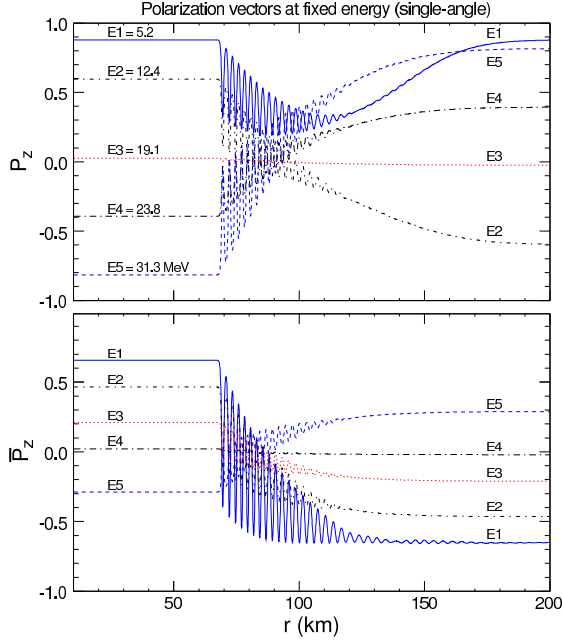 Polarization vectors at fixed energy (single-angle)
1.0
E1 = 5.2
E1
E5
E2 = 12.4
0.5
E4
Pz
E3 = 19.1
0.0
E3
E4 = 23.8
-0.5
E2
E5 = 31.3 MeV
-1.0
E1
E2
0.5
E5
E3
P̅z
E4
0.0
E4
E3
E5
E2
-0.5
E1
-1.0
50 100 150 200
r (km)